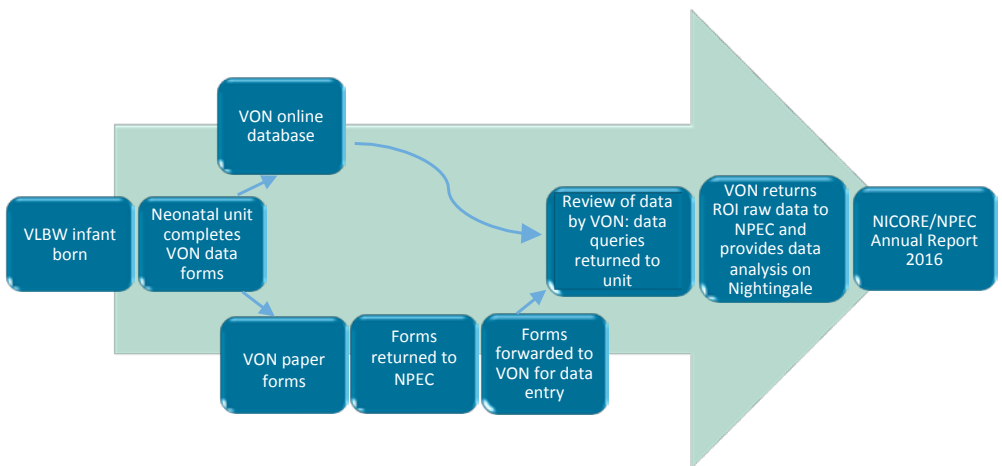 VON online
database
VLBW infant
born
Neonatal unit
completes
VON data
forms
Review of data
by VON: data
queries
returned to
unit
VON returns
ROI raw data to
NPEC and
provides data
analysis on
Nightingale
NICORE/NPEC
Annual Report
2016
VON paper
forms
Forms
returned to
NPEC
Forms
forwarded to
VON for data
entry